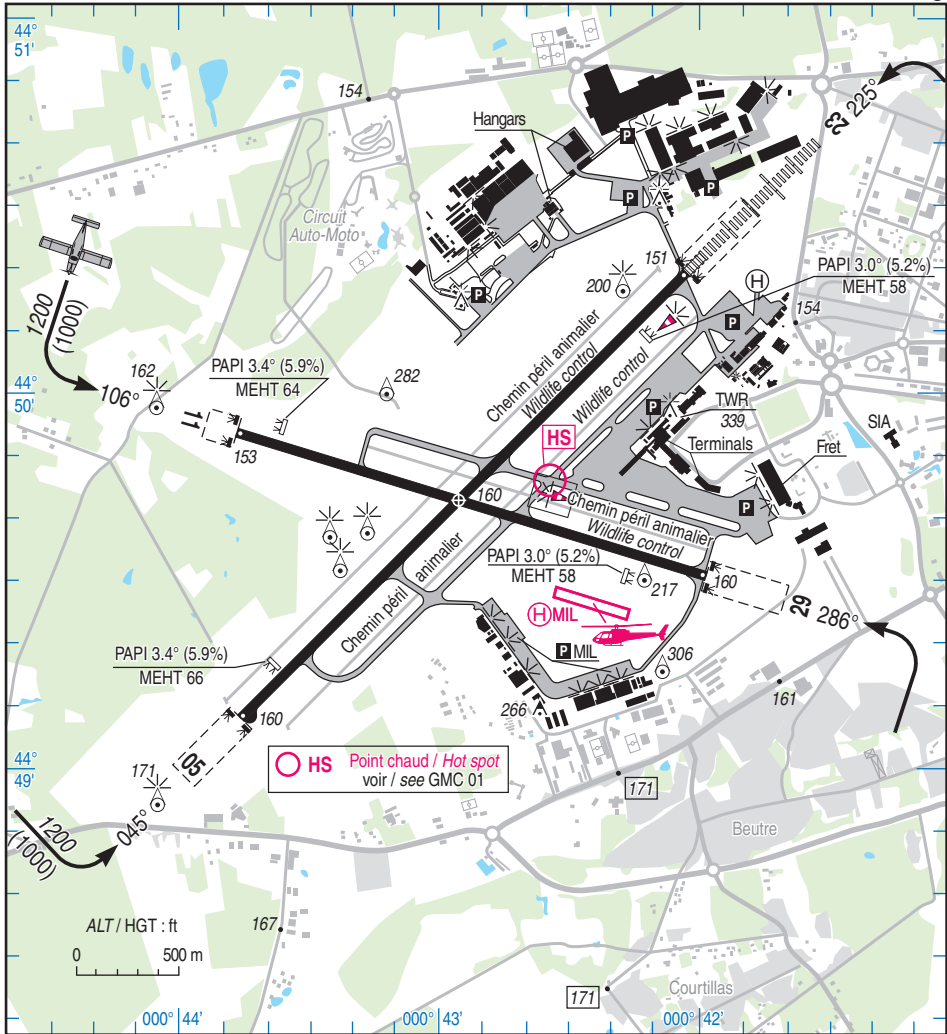 44°
51'
154
225°
23
Hangars
P
P
P
Circuit
Auto-Moto
151
PAPI 3.0° (5.2%)
MEHT 58
200
H
P
P
154
1200
(1000)
Chemin péril animalier
Wildlife control
Wildlife control
162
106°
PAPI 3.4° (5.9%)
MEHT 64
282
44°
50'
11
P
TWR
339
153
HS
Terminals
SIA
Fret
160
P
Chemin péril animalier
Wildlife control
Chemin péril animalier
PAPI 3.0° (5.2%)
MEHT 58
217
160
29
286°
H MIL
P MIL
PAPI 3.4° (5.9%)
MEHT 66
306
266
161
160
05
HS Point chaud / Hot spot
voir / see GMC 01
44°
49'
171
045°
171
1200
(1000)
Beutre
167
ALT / HGT : ft
0 500 m
171
Courtillas
000° 44'
000° 43'
000° 42'